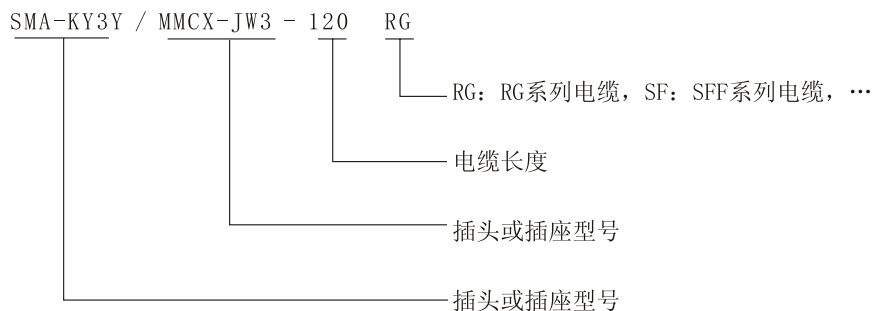 SMA-KY3Y / MMCX-JW3 - 120 RG
RG: RG系列电缆, SF: SFF系列电缆, …
电缆长度
插头或插座型号
插头或插座型号